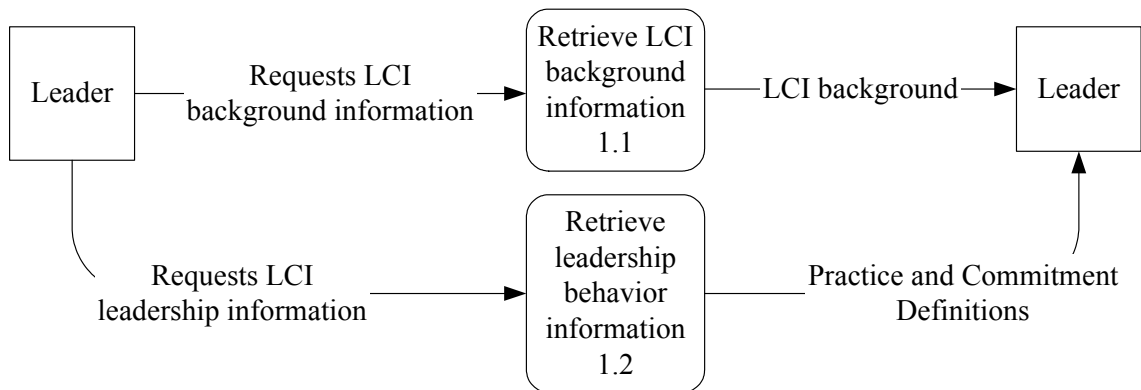 Leader
Requests LCI
background information
Retrieve LCI
background
information
1.1
LCI background
Leader
Requests LCI
leadership information
Retrieve
leadership
behavior
information
1.2
Practice and Commitment
Definitions